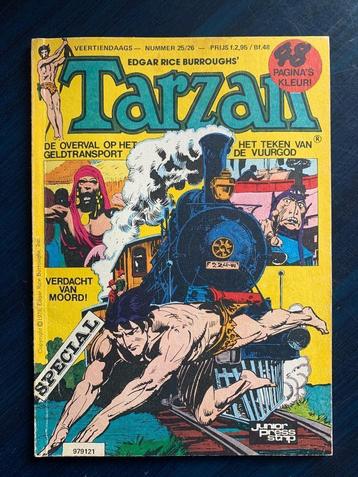 VEERTIENDAAGS — NUMMER 25/26 — PRIJS f.2,95 / Bf.48
EDGAR RICE BURROUGHS'
48
PAGINA'S
KLEUR!
Tarzan
DE OVERVAL OP HET
GELDTRANSPORT
HET TEKEN VAN
DE VUURGOD
VERDACHT
VAN
MOORD!
SPECIAL
junior
press
strip
979121